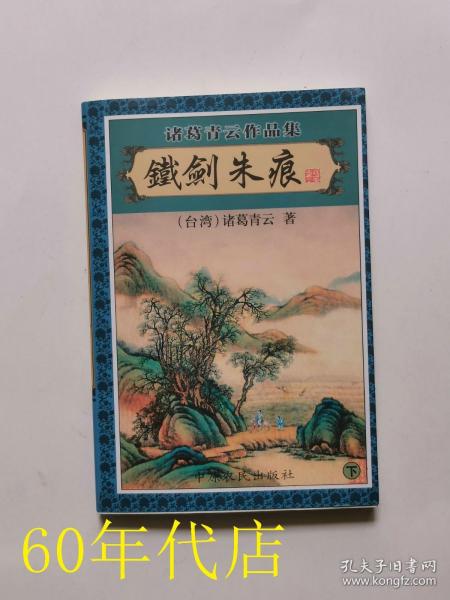 诸葛青云作品集
鐵劍朱痕
(台湾)诸葛青云 著
中原农民出版社
下
60年代店
孔夫子旧书网
www.kongfz.com